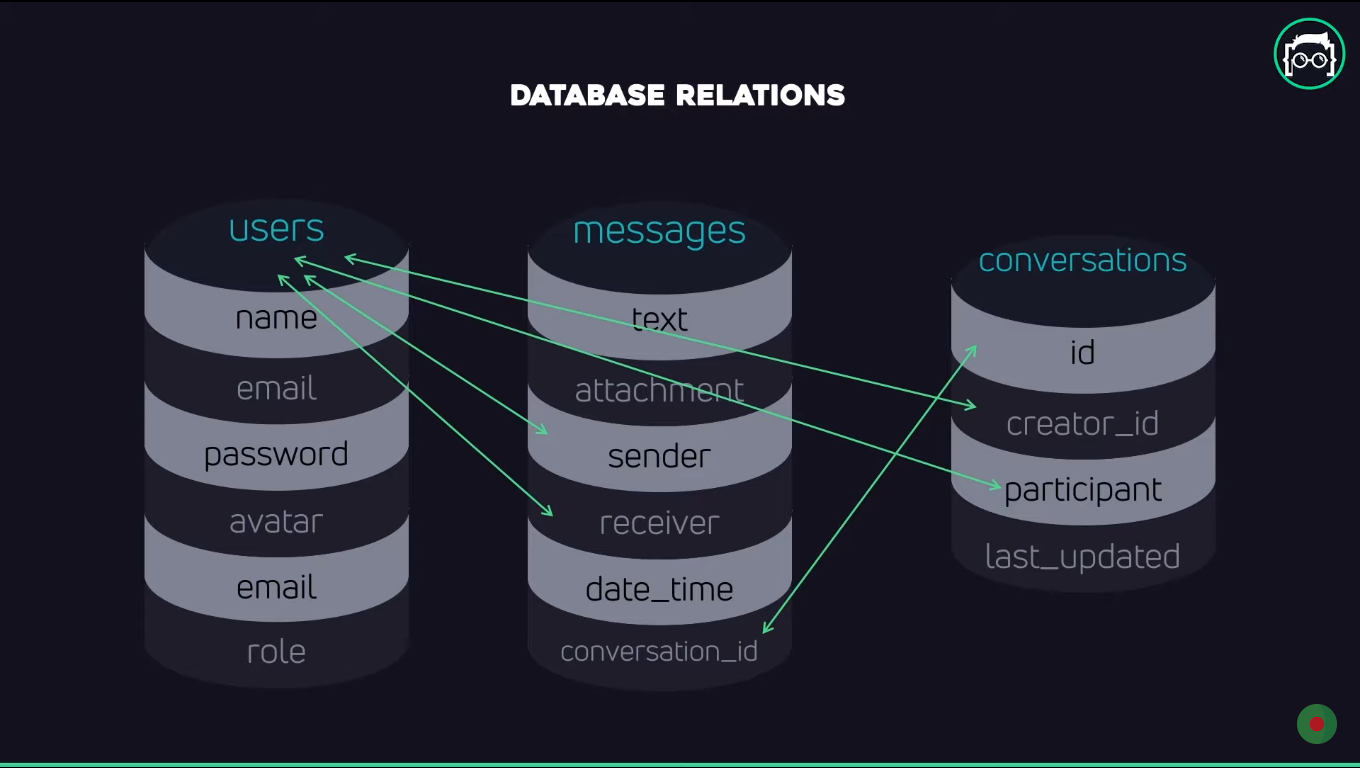 DATABASE RELATIONS
users
name
email
password
avatar
email
role
messages
text
attachment
sender
receiver
date_time
conversation_id
conversations
id
creator_id
participant
last_updated